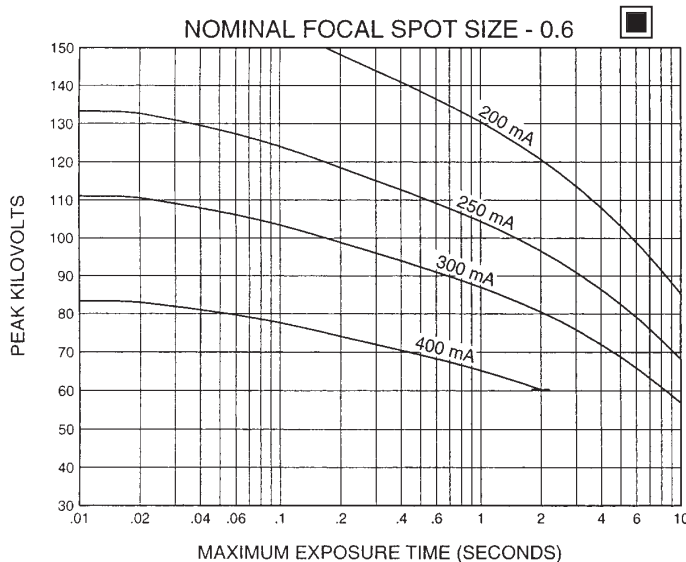 NOMINAL FOCAL SPOT SIZE - 0.6
150
140
130
120
110
100
90
80
70
60
50
40
30
PEAK KILOVOLTS
200 mA
250 mA
300 mA
400 mA
.01 .02 .04 .06 .1 .2 .4 .6 1 2 4 6 10
MAXIMUM EXPOSURE TIME (SECONDS)